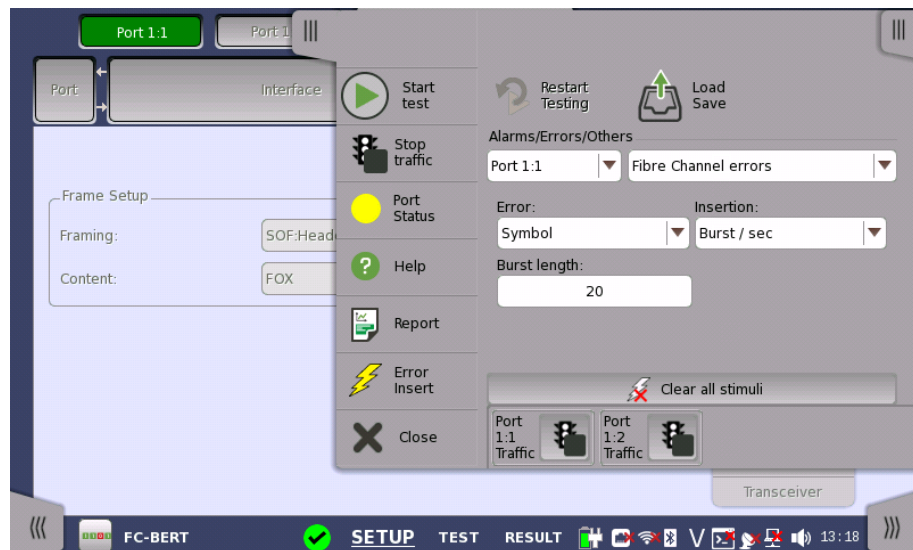 Port 1:1
Port 1
Port
Interface
Frame Setup
Framing:
SOF:Heade
Content:
FOX
Start
test
Stop
traffic
Port
Status
Help
Report
Error
Insert
Close
Restart
Testing
Load
Save
Alarms/Errors/Others
Port 1:1
Fibre Channel errors
Error:
Insertion:
Symbol
Burst / sec
Burst length:
20
Clear all stimuli
Port
1:1
Traffic
Port
1:2
Traffic
Transceiver
FC-BERT
SETUP
TEST
RESULT
13:18